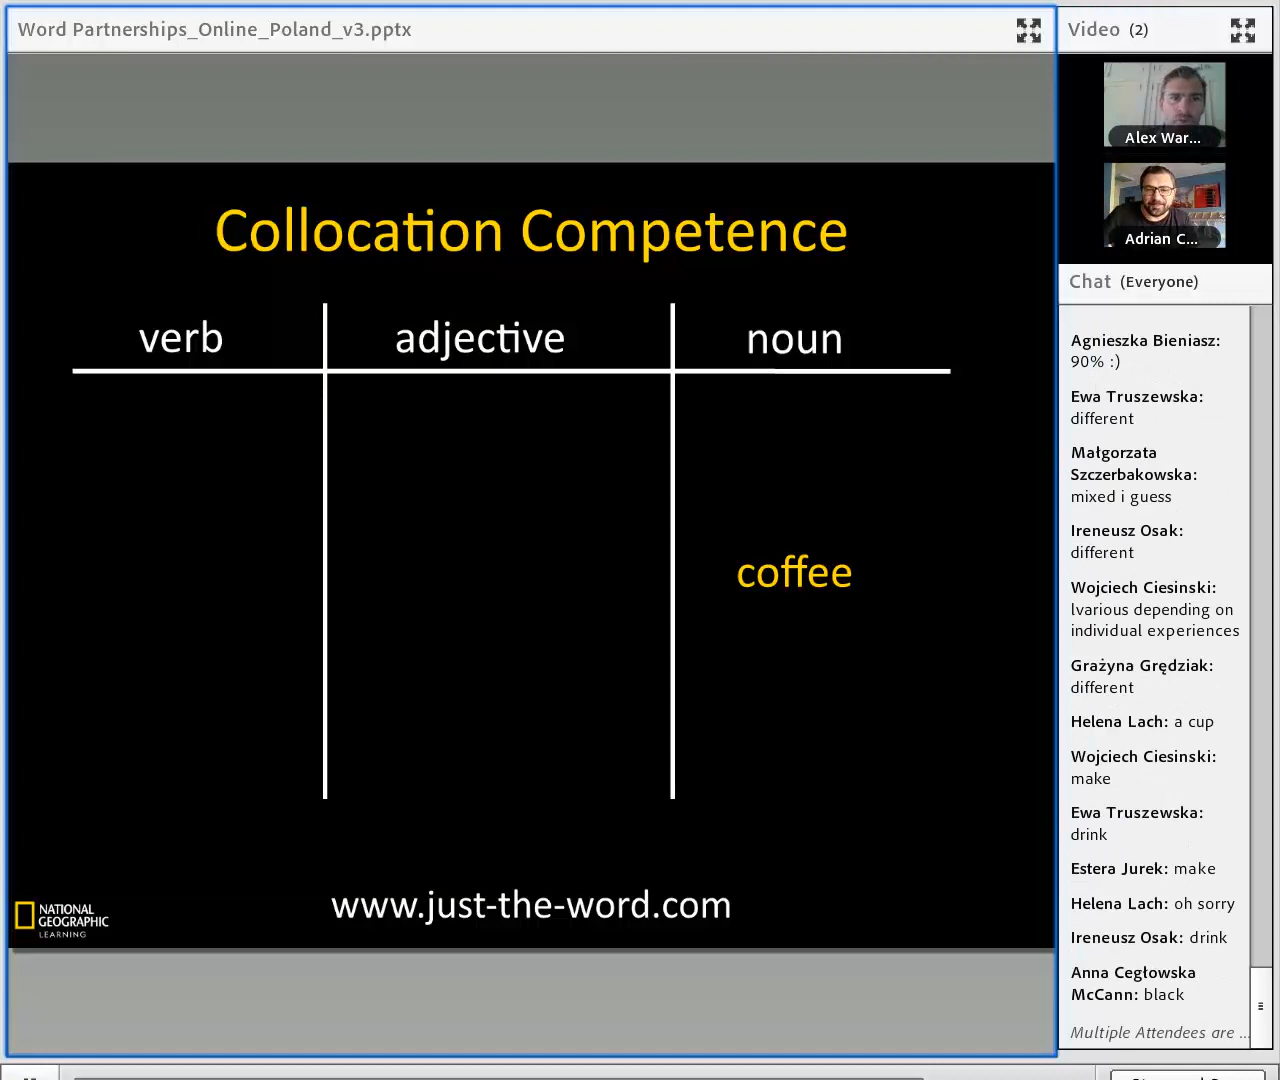 Word Partnerships_Online_Poland_v3.pptx
Video (2)
Alex War...
Adrian C...
Chat (Everyone)
Collocation Competence
verb adjective noun
coffee
www.just-the-word.com
NATIONAL
GEOGRAPHIC
LEARNING
Agnieszka Bieniasz:
90% :)
Ewa Truszewska:
different
Małgorzata
Szczerbakowska:
mixed i guess
Ireneusz Osak:
different
Wojciech Ciesinski:
lvarious depending on
individual experiences
Grażyna Grędziak:
different
Helena Lach: a cup
Wojciech Ciesinski:
make
Ewa Truszewska:
drink
Estera Jurek: make
Helena Lach: oh sorry
Ireneusz Osak: drink
Anna Cegłowska
McCann: black
Multiple Attendees are ...